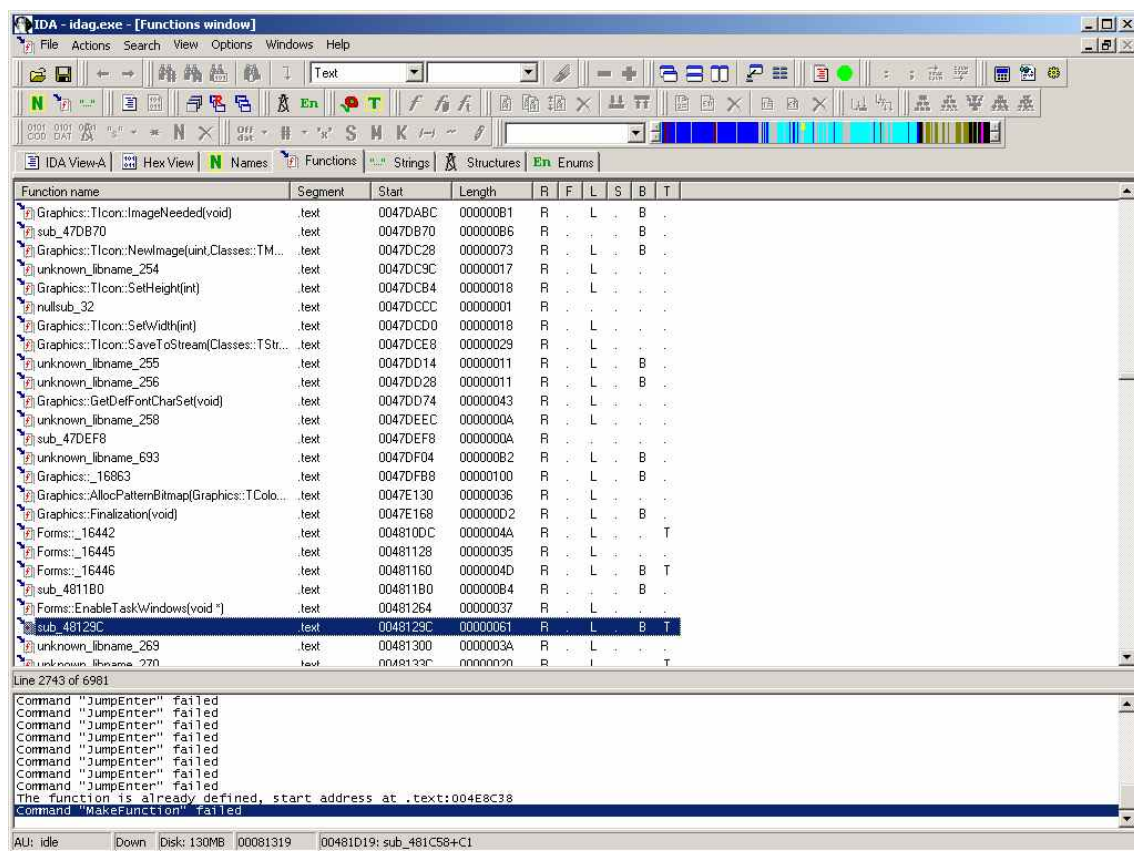 IDA - idag.exe - [Functions window]
File Actions Search View Options Windows Help
Text
N En T
N S M K
IDA View-A Hex View N Names Functions Strings Structures En Enums
Function name Segment Start Length R F L S B T
Graphics::TIcon::ImageNeeded(void) .text 0047DABC 000000B1 R . L . B .
sub_47DB70 .text 0047DB70 000000B6 R . . . B .
Graphics::TIcon::NewImage(uint,Classes::TM... .text 0047DC28 00000073 R . L . B .
unknown_libname_254 .text 0047DC9C 00000017 R . L . . .
Graphics::TIcon::SetHeight(int) .text 0047DCB4 00000018 R . L . . .
nullsub_32 .text 0047DCCC 00000001 R . . . . .
Graphics::TIcon::SetWidth(int) .text 0047DCD0 00000018 R . L . . .
Graphics::TIcon::SaveToStream(Classes::TStr... .text 0047DCE8 00000029 R . L . . .
unknown_libname_255 .text 0047DD14 00000011 R . L . B .
unknown_libname_256 .text 0047DD28 00000011 R . L . B .
Graphics::GetDefFontCharSet(void) .text 0047DD74 00000043 R . L . . .
unknown_libname_258 .text 0047DEEC 0000000A R . L . . .
sub_47DEF8 .text 0047DEF8 0000000A R . . . . .
unknown_libname_693 .text 0047DF04 000000B2 R . L . B .
Graphics::_16863 .text 0047DFB8 00000100 R . L . B .
Graphics::AllocPatternBitmap(Graphics::TColo... .text 0047E130 00000036 R . L . . .
Graphics::Finalization(void) .text 0047E168 000000D2 R . L . B .
Forms::_16442 .text 004810DC 0000004A R . L . . T
Forms::_16445 .text 00481128 00000035 R . L . . .
Forms::_16446 .text 00481160 0000004D R . L . B T
sub_4811B0 .text 004811B0 000000B4 R . . . B .
Forms::EnableTaskWindows(void *) .text 00481264 00000037 R . L . . .
sub_48129C .text 0048129C 00000061 R . L . B T
unknown_libname_269 .text 00481300 0000003A R . L . . .
unknown_libname_270 .text 0048133C 00000020 R . L . . T
Line 2743 of 6981
Command "JumpEnter" failed
Command "JumpEnter" failed
Command "JumpEnter" failed
Command "JumpEnter" failed
Command "JumpEnter" failed
Command "JumpEnter" failed
Command "JumpEnter" failed
Command "JumpEnter" failed
The function is already defined, start address at .text:004E8C38
Command "MakeFunction" failed
AU: idle Down Disk: 130MB 00081319 00481D19: sub_481C58+C1